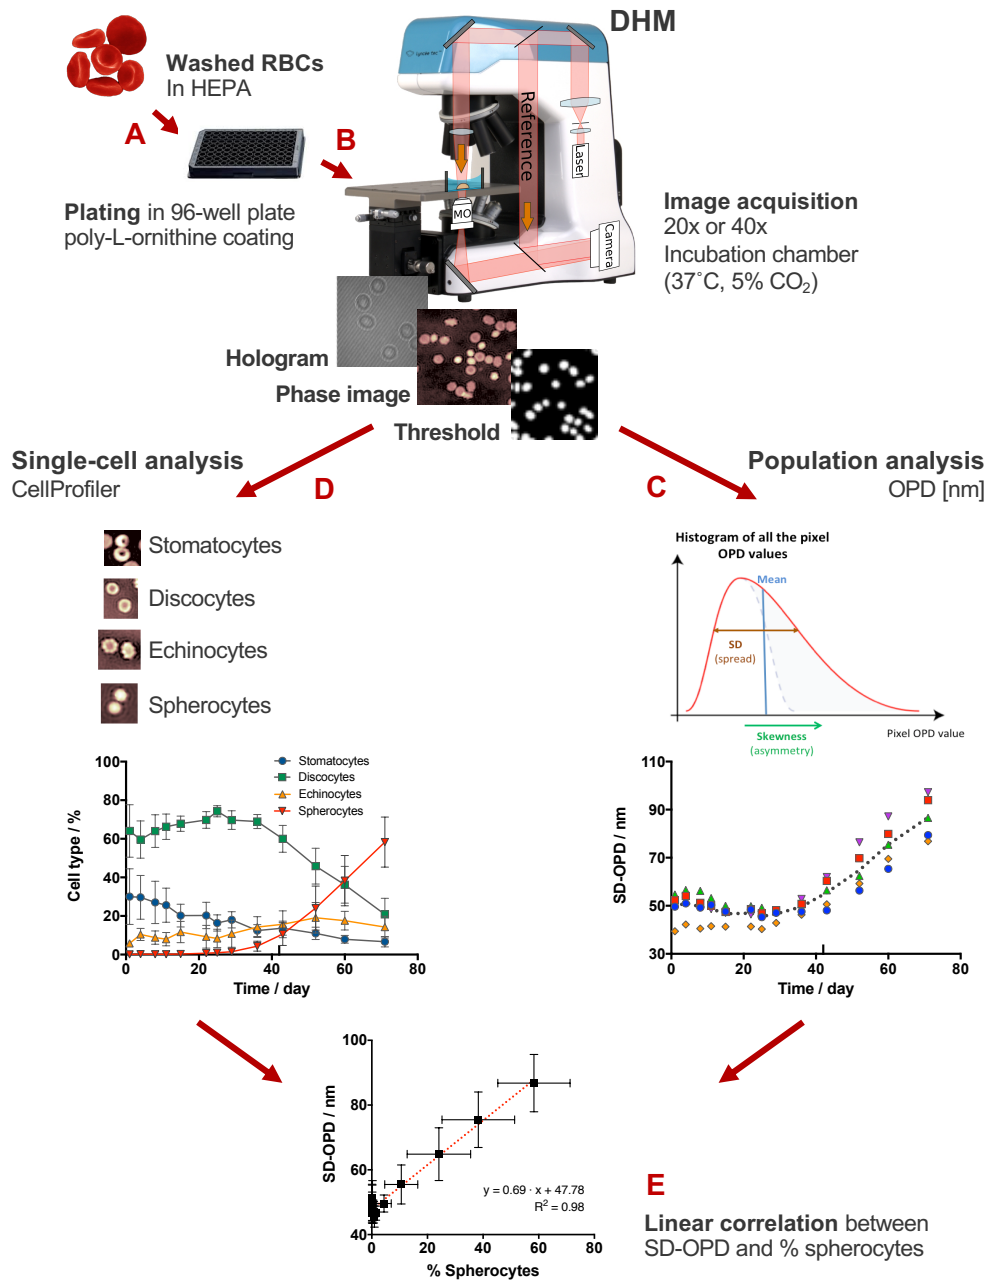 DHM
Washed RBCs
In HEPA
A
B
Plating in 96-well plate
poly-L-ornithine coating
Reference
Laser
MO
Camera
Image acquisition
20x or 40x
Incubation chamber
(37˚C, 5% CO2)
Hologram
Phase image
Threshold
Single-cell analysis
CellProfiler
D
C
Population analysis
OPD [nm]
Stomatocytes
Discocytes
Echinocytes
Spherocytes
Histogram of all the pixel
OPD values
Mean
SD
(spread)
Skewness
(asymmetry)
Pixel OPD value
Stomatocytes
Discocytes
Echinocytes
Spherocytes
100
80
60
40
20
0
Cell type / %
0 20 40 60 80
Time / day
110
90
70
50
30
SD-OPD / nm
0 20 40 60 80
Time / day
100
80
60
40
SD-OPD / nm
y = 0.69 · x + 47.78
R2 = 0.98
0 20 40 60 80
% Spherocytes
E
Linear correlation between
SD-OPD and % spherocytes